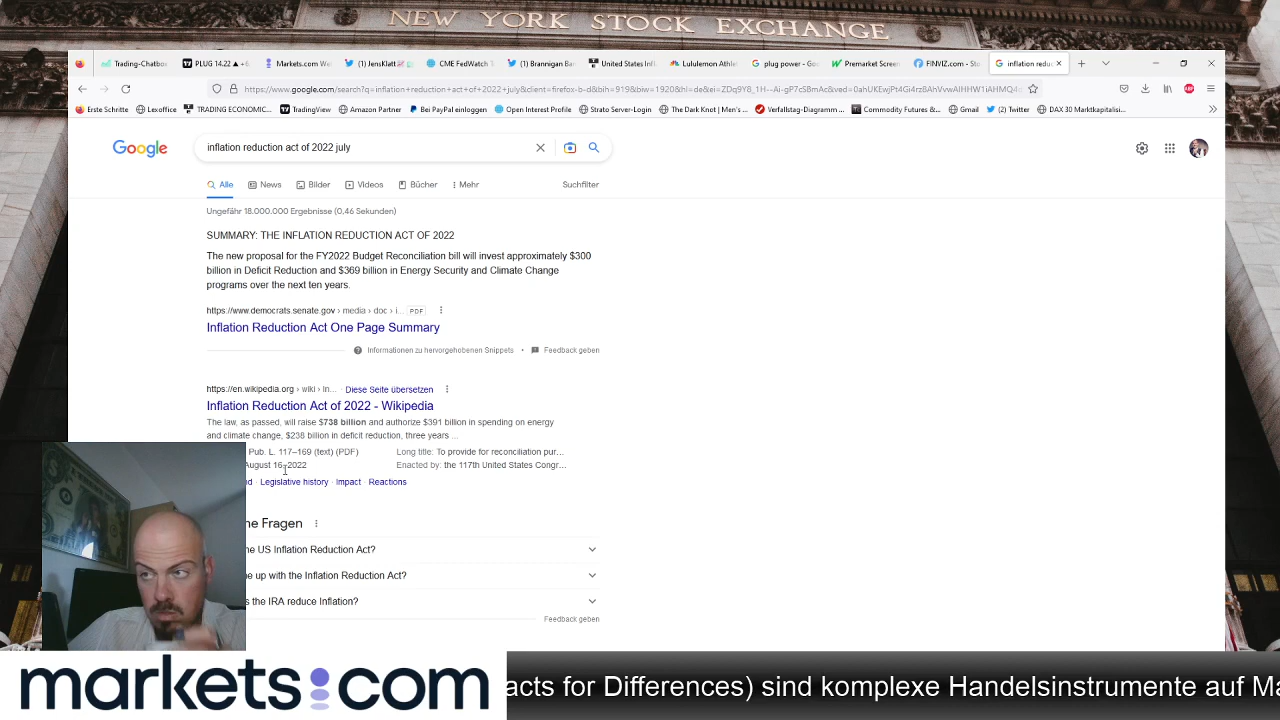 NEW YORK STOCK EXCHANGE
Trading-Chatbo
PLUG 14.22 ▲ +6
Markets.com We
(1) JensKlatt
CME FedWatch T
(1) Brannigan Ba
United States Infl
Lululemon Athle
plug power - Goo
Premarket Screen
FINVIZ.com - Sto
inflation reduc
Erste Schritte
Lexoffice
TRADING ECONOMIC...
TradingView
Amazon Partner
Bei PayPal einloggen
Open Interest Profile
Strato Server-Login
The Dark Knot | Men's ...
Verfallstag-Diagramm ...
Commodity Futures &...
Gmail
(2) Twitter
DAX 30 Marktkapitalisi...
Google
inflation reduction act of 2022 july
Alle
News
Bilder
Videos
Bücher
Mehr
Suchfilter
Ungefähr 18.000.000 Ergebnisse (0,46 Sekunden)
SUMMARY: THE INFLATION REDUCTION ACT OF 2022
The new proposal for the FY2022 Budget Reconciliation bill will invest approximately $300
billion in Deficit Reduction and $369 billion in Energy Security and Climate Change
programs over the next ten years.
https://www.democrats.senate.gov › media › doc › i... PDF
Inflation Reduction Act One Page Summary
Informationen zu hervorgehobenen Snippets • Feedback geben
https://en.wikipedia.org › wiki › In... · Diese Seite übersetzen
Inflation Reduction Act of 2022 - Wikipedia
The law, as passed, will raise $738 billion and authorize $391 billion in spending on energy
and climate change, $238 billion in deficit reduction, three years ...
Pub. L. 117–169 (text) (PDF)
Long title: To provide for reconciliation pur...
August 16, 2022
Enacted by: the 117th United States Congr...
Legislative history · Impact · Reactions
ne Fragen
e US Inflation Reduction Act?
e up with the Inflation Reduction Act?
s the IRA reduce Inflation?
Feedback geben
markets.com
acts for Differences) sind komplexe Handelsinstrumente auf Ma